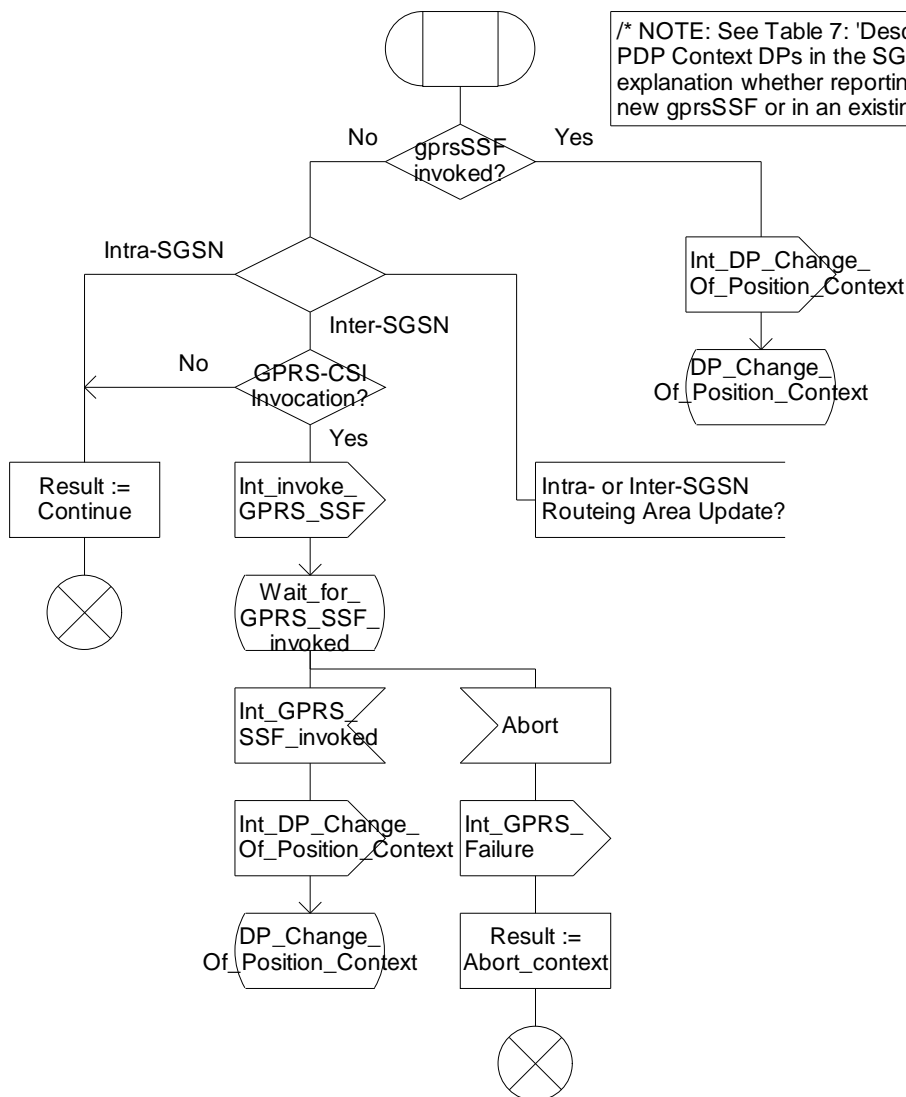 /* NOTE: See Table 7: 'Desc
PDP Context DPs in the SG
explanation whether reportin
new gprsSSF or in an existin
No
gprsSSF
invoked?
Yes
Intra-SGSN
Int_DP_Change_
Of_Position_Context
Inter-SGSN
No
GPRS-CSI
Invocation?
DP_Change_
Of_Position_Context
Yes
Result :=
Continue
Int_invoke_
GPRS_SSF
Intra- or Inter-SGSN
Routeing Area Update?
Wait_for_
GPRS_SSF_
invoked
Int_GPRS_
SSF_invoked
Abort
Int_DP_Change_
Of_Position_Context
Int_GPRS_
Failure
DP_Change_
Of_Position_Context
Result :=
Abort_context